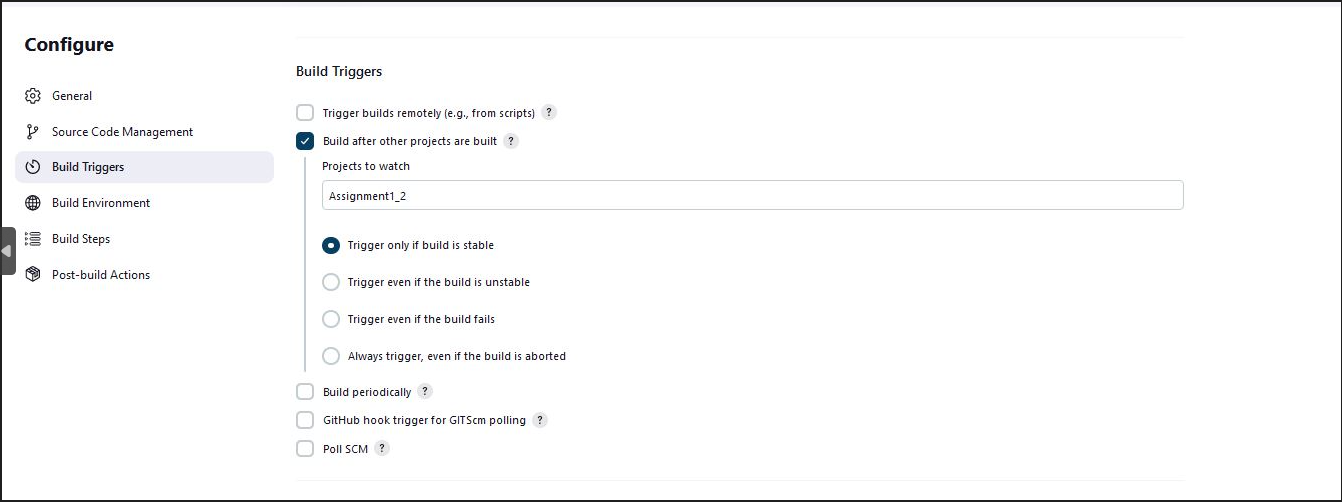 Configure
General
Source Code Management
Build Triggers
Build Environment
Build Steps
Post-build Actions
Build Triggers
Trigger builds remotely (e.g., from scripts) ?
Build after other projects are built ?
Projects to watch
Assignment1_2
Trigger only if build is stable
Trigger even if the build is unstable
Trigger even if the build fails
Always trigger, even if the build is aborted
Build periodically ?
GitHub hook trigger for GITScm polling ?
Poll SCM ?